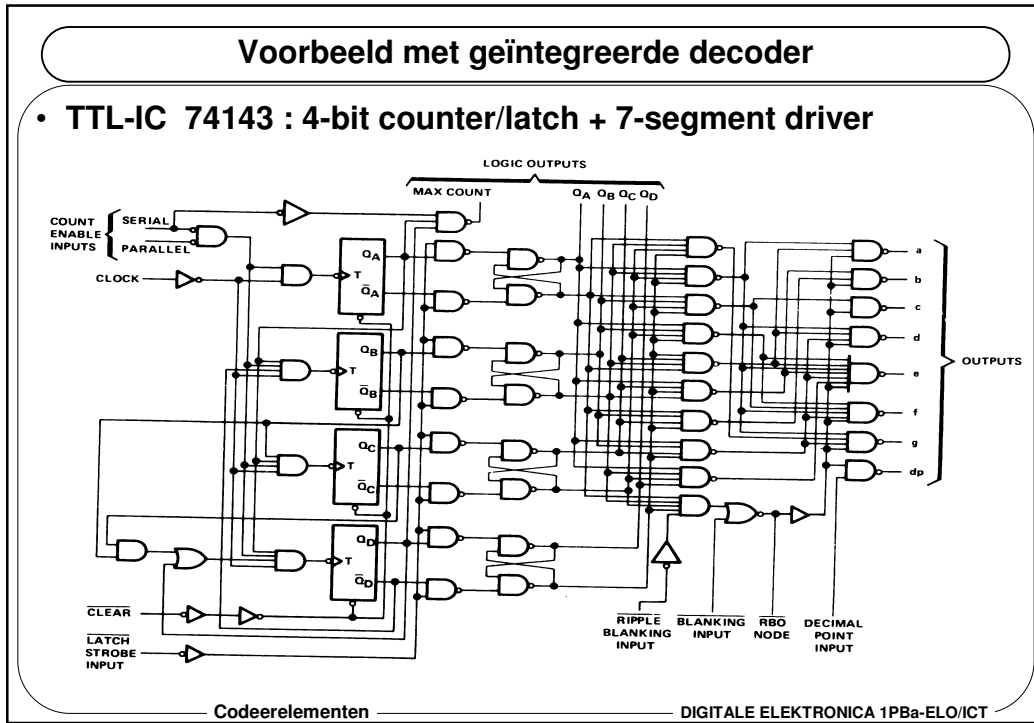 Voorbeeld met geïntegreerde decoder
• TTL-IC 74143 : 4-bit counter/latch + 7-segment driver
LOGIC OUTPUTS
MAX COUNT
QA QB QC QD
COUNT
ENABLE
INPUTS
SERIAL
PARALLEL
CLOCK
QA
T
Q̅A
QB
T
Q̅B
QC
T
Q̅C
QD
T
Q̅D
CLEAR
LATCH
STROBE
INPUT
a
b
c
d
e
f
g
dp
OUTPUTS
RIPPLE
BLANKING
INPUT
BLANKING
INPUT
RBO
NODE
DECIMAL
POINT
INPUT
Codeerelementen
DIGITALE ELEKTRONICA 1PBa-ELO/ICT